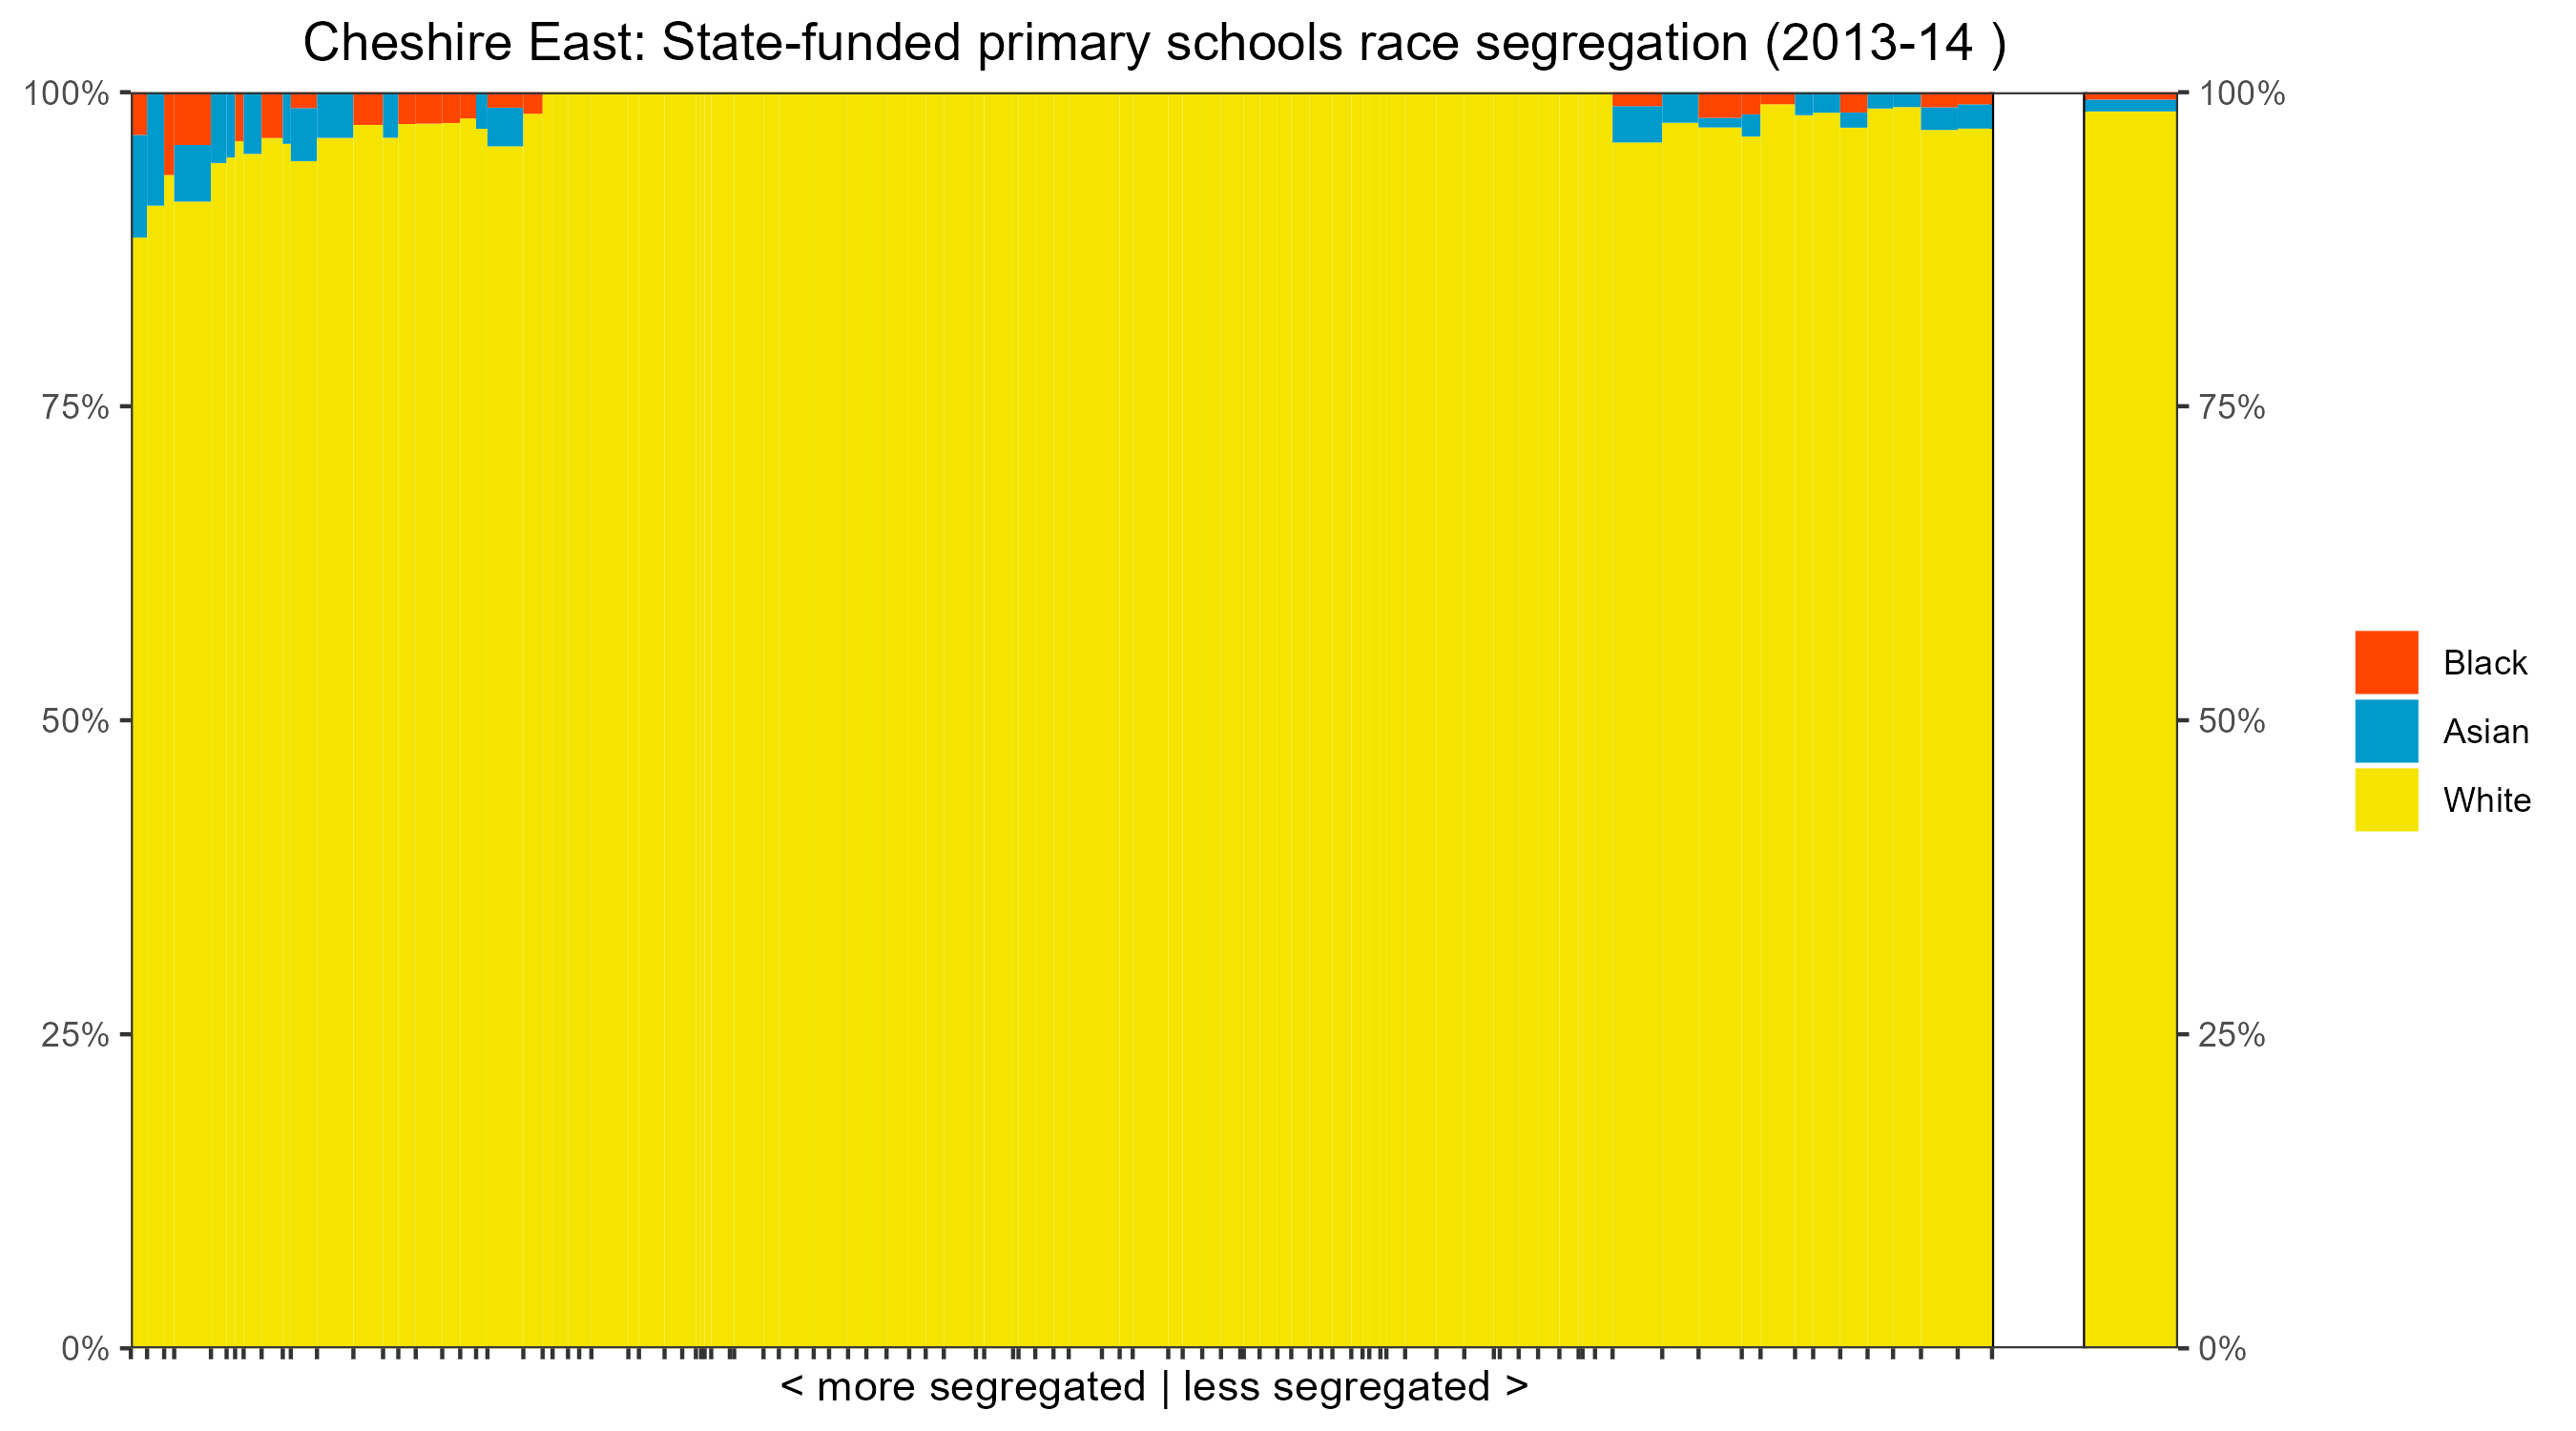 Cheshire East: State-funded primary schools race segregation (2013-14 )
100%
75%
50%
25%
0%
100%
75%
50%
25%
0%
Black
Asian
White
< more segregated | less segregated >